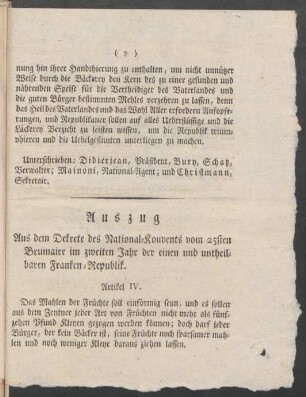 ( 7 )
nung hin ihrer Handthierung zu enthalten, um nicht unnützer
Weise durch die Bäckerey den Kern des zu einer gesunden und
nährenden Speise für die Vertheidiger des Vaterlandes und
die guten Bürger bestimmten Mehles verzehren zu lassen, denn
das Heil des Vaterlandes und das Wohl Aller erfordern Aufopfe-
rungen, und Republikaner sollen auf alles Ueberflüssige und die
Bäckerey Verzicht zu leisten wissen, um die Republik trium-
phieren und die Uebelgesinnten unterliegen zu machen.
Unterschrieben: Didierjean, Präsident, Bury, Schatz,
Verwalter; Mainoni, National-Agent; und Christmann,
Sekretair.
Auszug
Aus dem Dekrete des National-Konvents vom 25sten
Brumaire im zweiten Jahr der einen und untheil-
baren Franken-Republik.
Artikel IV.
Das Mahlen der Früchte soll einförmig seyn, und es sollen
aus dem Zentner jeder Art von Früchten nicht mehr als fünf-
zehen Pfund Kleyen gezogen werden können; doch darf jeder
Bürger, der kein Bäcker ist, seine Früchte noch sparsamer mah-
len und noch weniger Kleye daraus ziehen lassen.